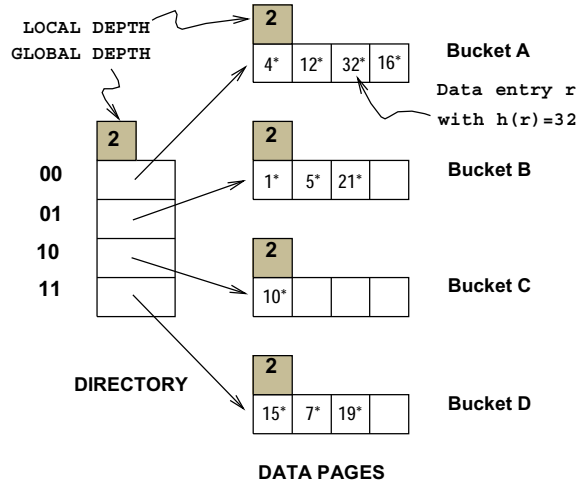 LOCAL DEPTH
GLOBAL DEPTH
2
00
01
10
11
DIRECTORY
2
4* 12* 32* 16*
Bucket A
Data entry r
with h(r)=32
2
1* 5* 21*
Bucket B
2
10*
Bucket C
2
15* 7* 19*
Bucket D
DATA PAGES